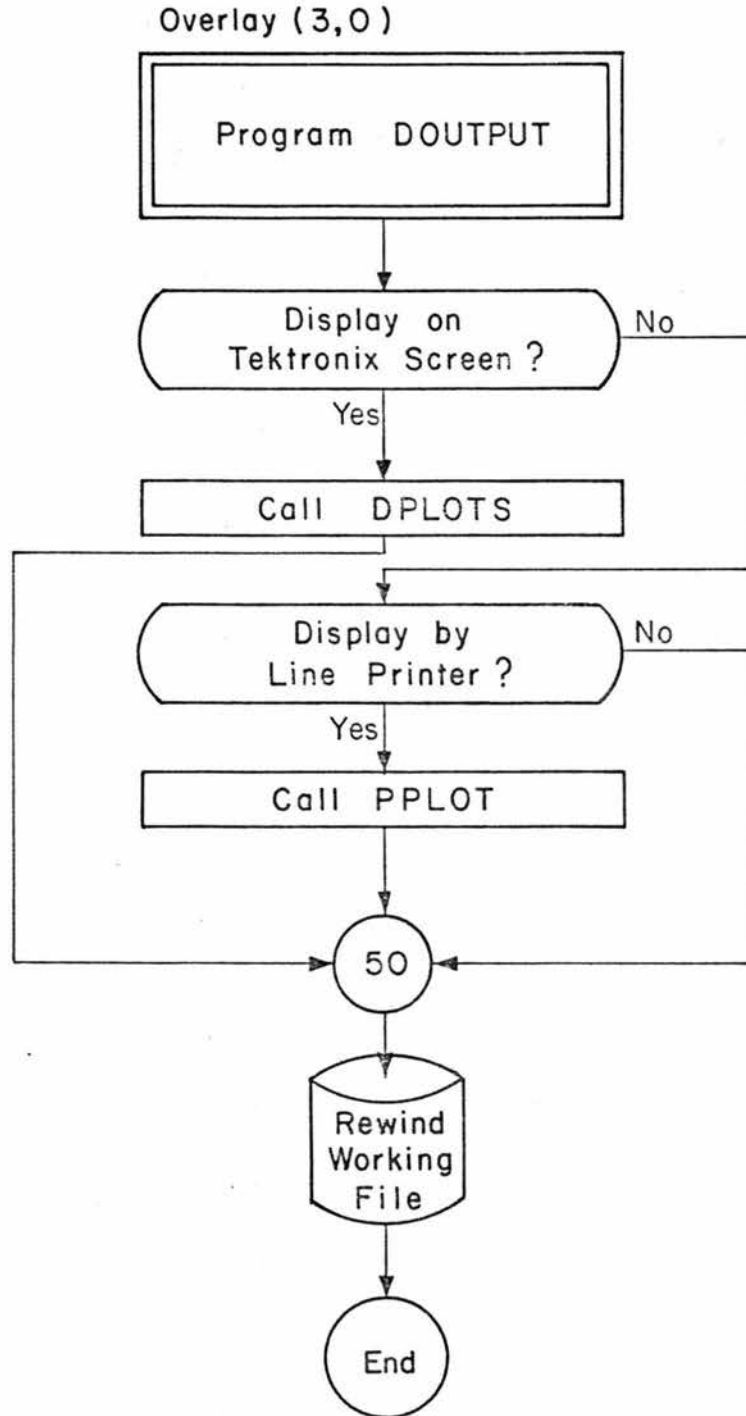 Overlay (3,0)
Program DOUTPUT
Display on
Tektronix Screen?
No
Yes
Call DPLOTS
Display by
Line Printer?
No
Yes
Call PPLOT
50
Rewind
Working
File
End